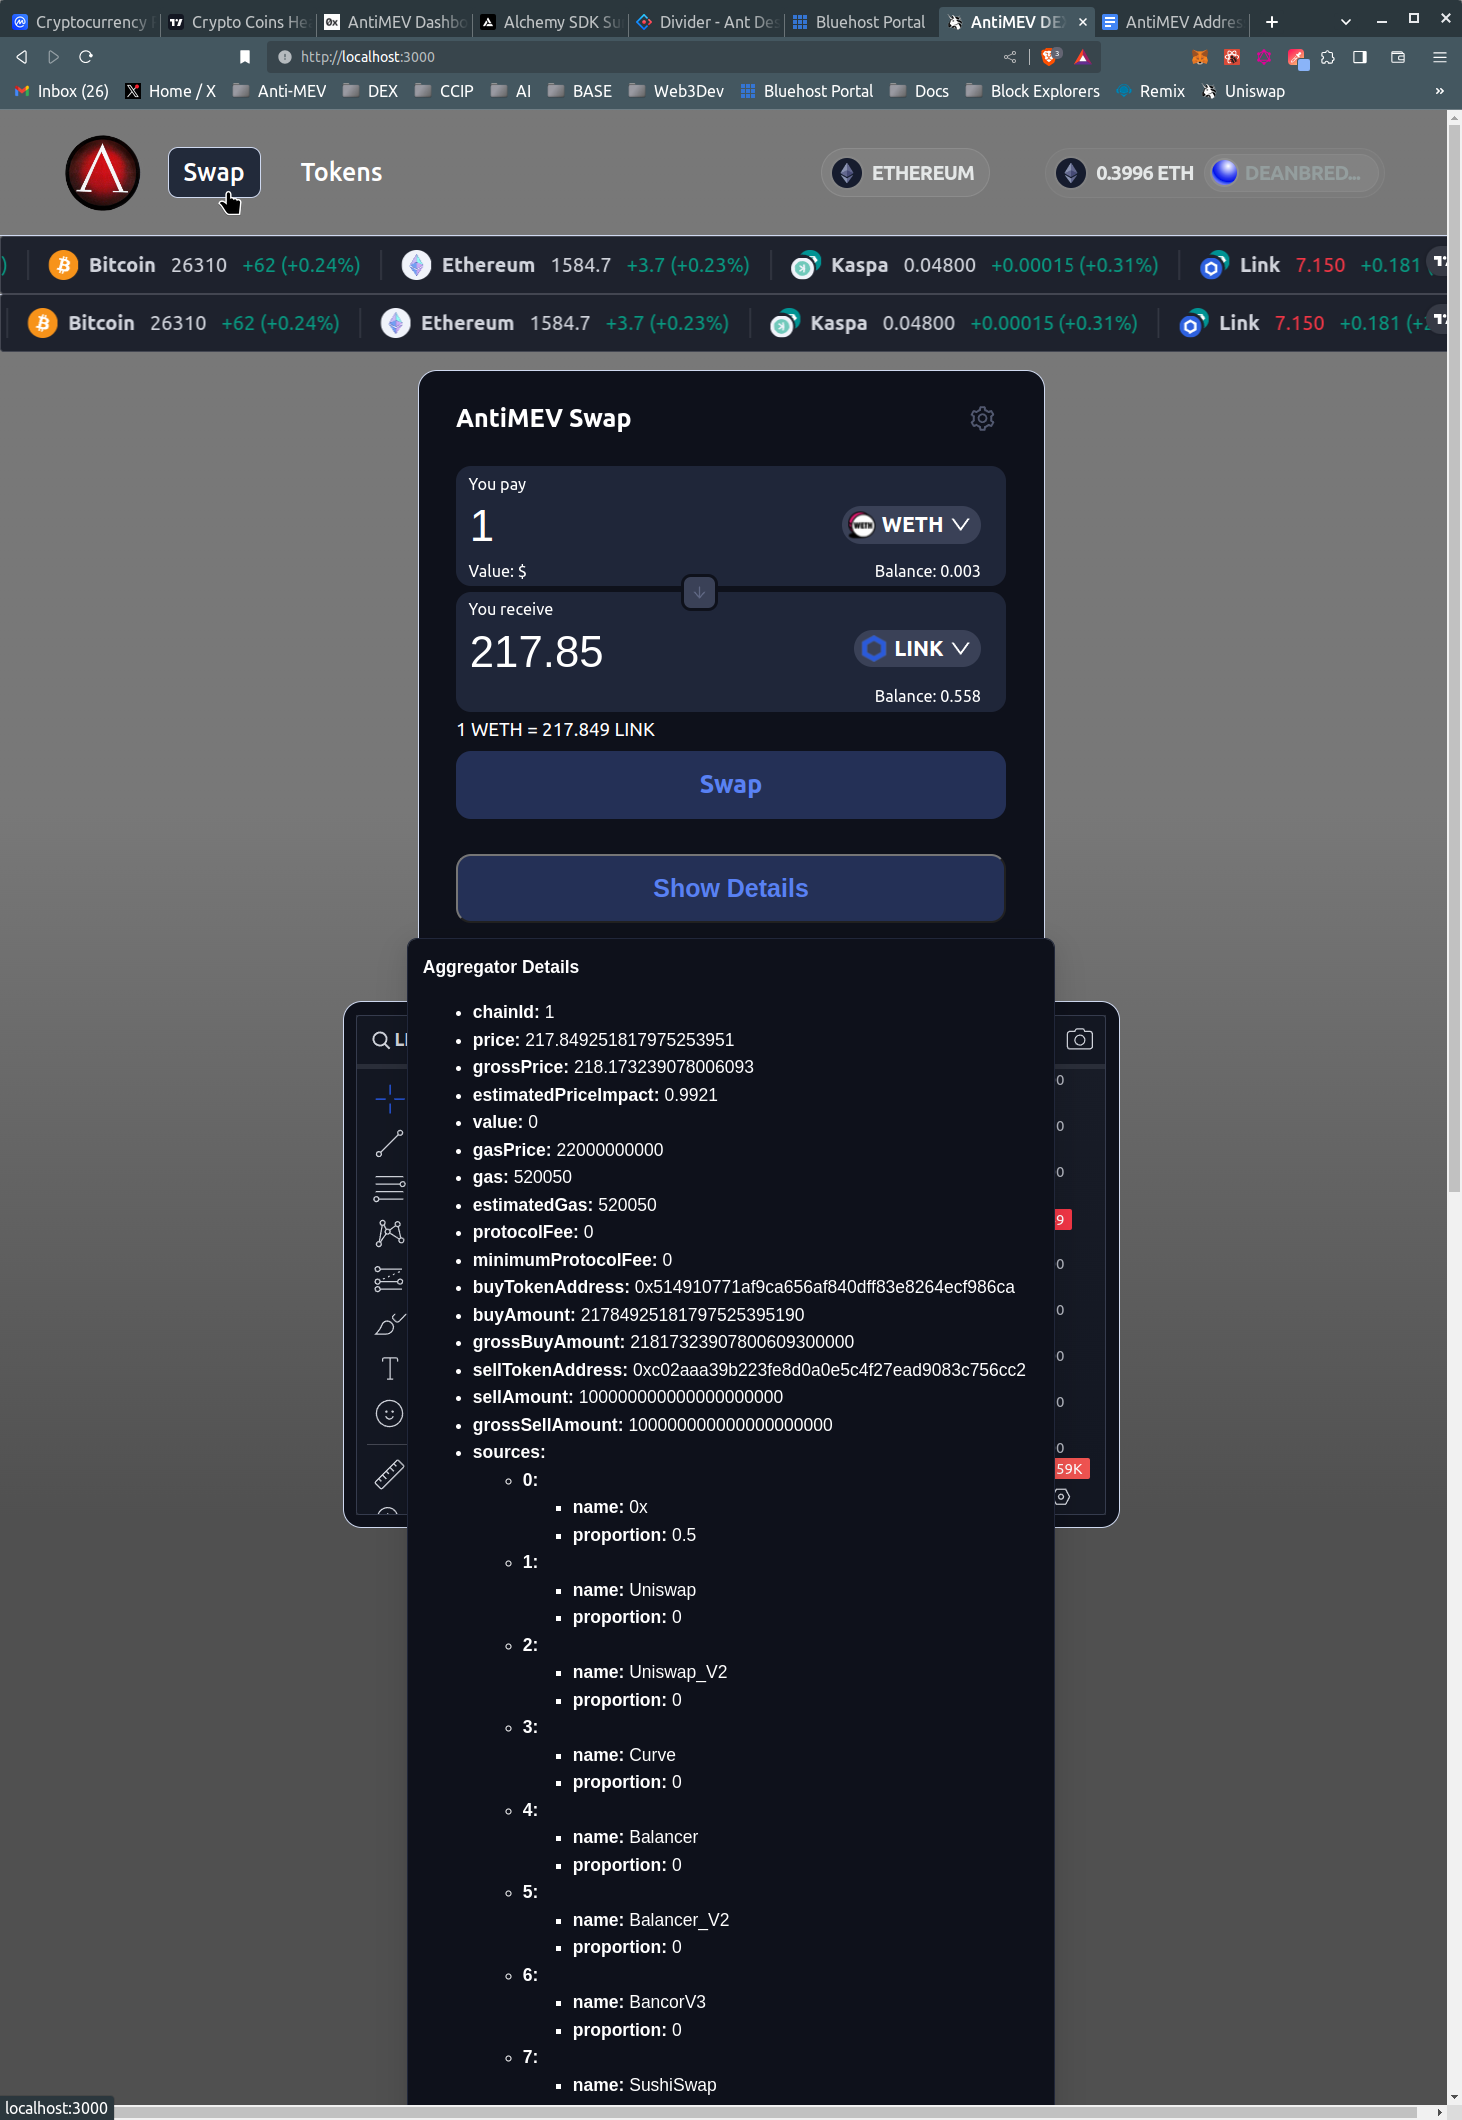 Cryptocurrency
Crypto Coins He
AntiMEV Dashbo
Alchemy SDK Su
Divider - Ant Des
Bluehost Portal
AntiMEV DE
AntiMEV Addres
http://localhost:3000
3
Inbox (26) Home / X Anti-MEV DEX CCIP AI BASE Web3Dev Bluehost Portal Docs Block Explorers Remix Uniswap »
Swap Tokens ETHEREUM 0.3996 ETH DEANBRED...
) Bitcoin 26310 +62 (+0.24%) Ethereum 1584.7 +3.7 (+0.23%) Kaspa 0.04800 +0.00015 (+0.31%) Link 7.150 +0.181
Bitcoin 26310 +62 (+0.24%) Ethereum 1584.7 +3.7 (+0.23%) Kaspa 0.04800 +0.00015 (+0.31%) Link 7.150 +0.181 (+2
AntiMEV Swap
You pay
1 WETH
Value: $ Balance: 0.003
You receive
217.85 LINK
Balance: 0.558
1 WETH = 217.849 LINK
Swap
Show Details
Aggregator Details
chainId: 1
price: 217.849251817975253951
grossPrice: 218.173239078006093
estimatedPriceImpact: 0.9921
value: 0
gasPrice: 22000000000
gas: 520050
estimatedGas: 520050
protocolFee: 0
minimumProtocolFee: 0
buyTokenAddress: 0x514910771af9ca656af840dff83e8264ecf986ca
buyAmount: 21784925181797525395190
grossBuyAmount: 21817323907800609300000
sellTokenAddress: 0xc02aaa39b223fe8d0a0e5c4f27ead9083c756cc2
sellAmount: 100000000000000000000
grossSellAmount: 100000000000000000000
sources:
0:
name: 0x
proportion: 0.5
1:
name: Uniswap
proportion: 0
2:
name: Uniswap_V2
proportion: 0
3:
name: Curve
proportion: 0
4:
name: Balancer
proportion: 0
5:
name: Balancer_V2
proportion: 0
6:
name: BancorV3
proportion: 0
7:
name: SushiSwap
59K
localhost:3000